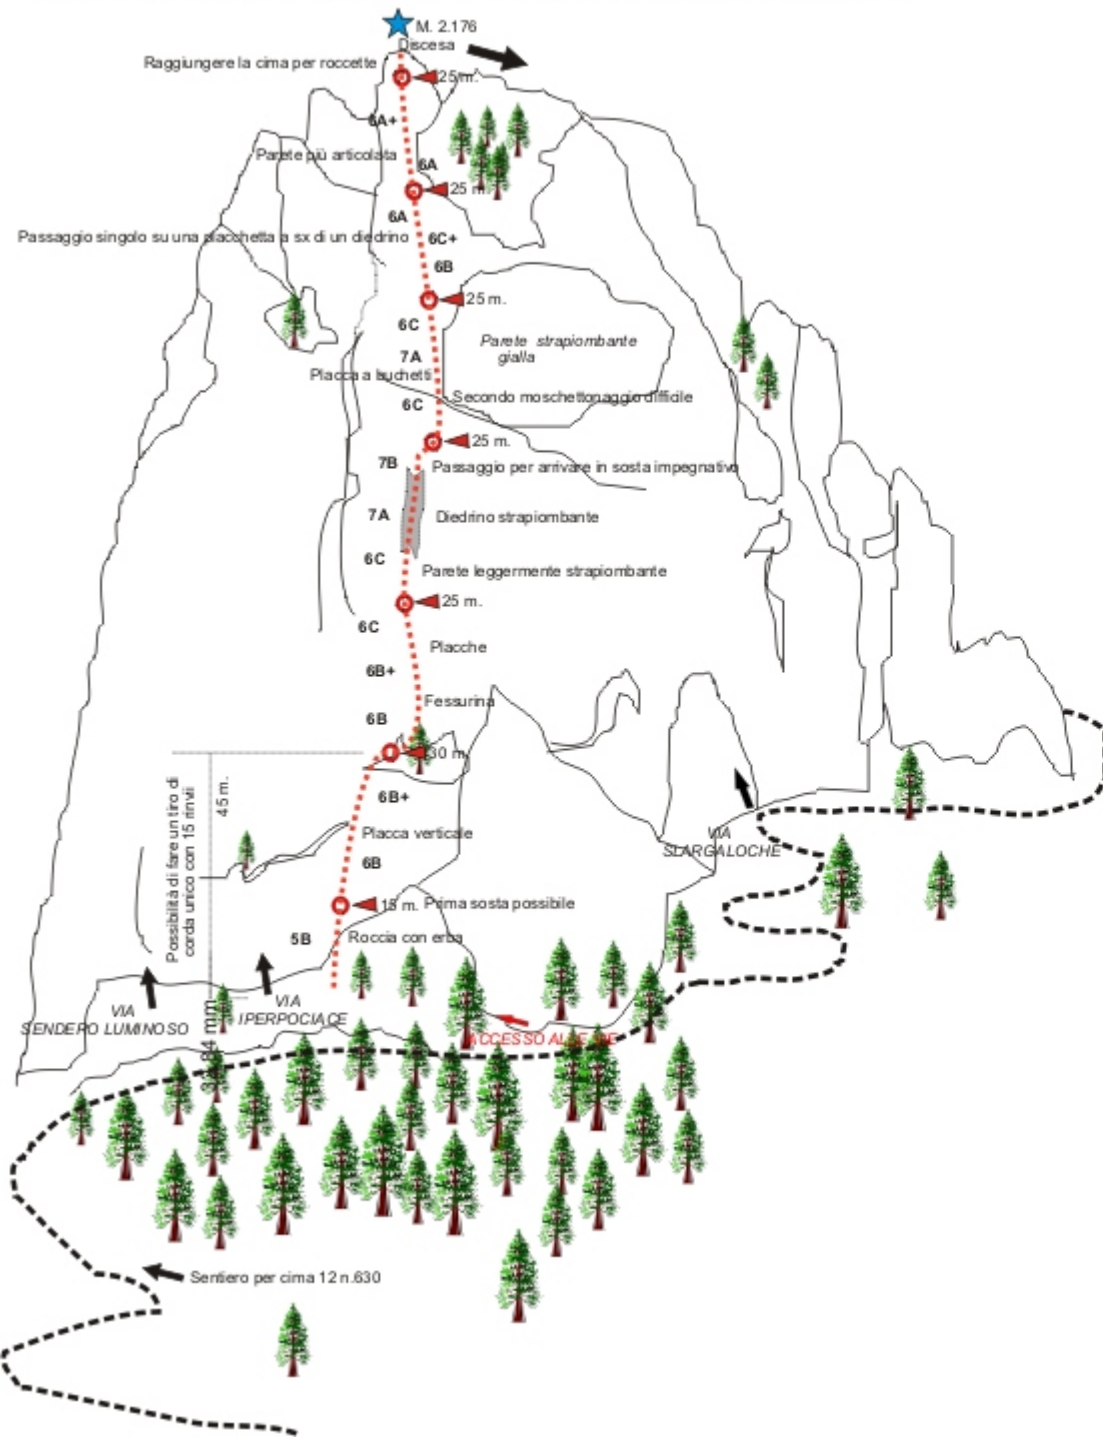 M. 2.176
Discesa
Raggiungere la cima per roccette
25 m.
6A+
Parete più articolata
6A
25 m.
6A
Passaggio singolo su una placchetta a sx di un diedrino
6C+
6B
25 m.
6C
Parete strapiombante
gialla
7A
Placca a buchetti
Secondo moschettonaggio difficile
6C
25 m.
7B
Passaggio per arrivare in sosta impegnativo
7A
Diedrino strapiombante
6C
Parete leggermente strapiombante
25 m.
6C
Placche
6B+
Fessurina
6B
30 m.
Possibilità di fare un tiro di
corda unico con 15 rinvii
45 m.
6B+
Placca verticale
VIA
SLARGALOCHE
6B
15 m.
Prima sosta possibile
5B
Roccia con erba
VIA
SENDERO LUMINOSO
VIA
IPERPOCIACE
ACCESSO ALLE VIE
mm
Sentiero per cima 12 n.630